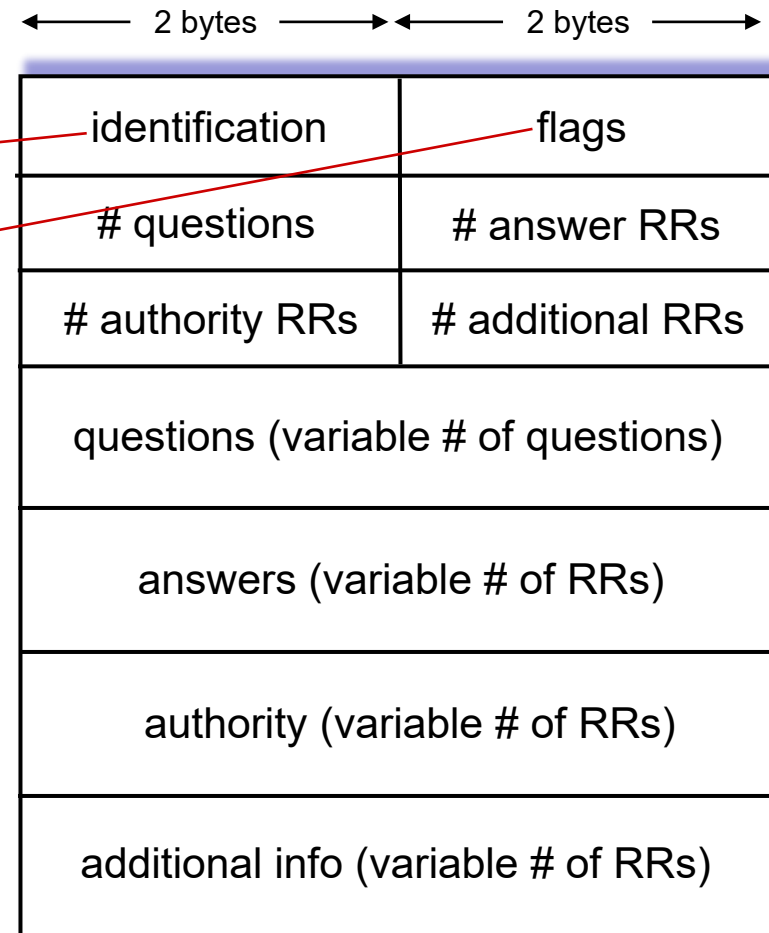 2 bytes 2 bytes
identification flags
# questions # answer RRs
# authority RRs # additional RRs
questions (variable # of questions)
answers (variable # of RRs)
authority (variable # of RRs)
additional info (variable # of RRs)